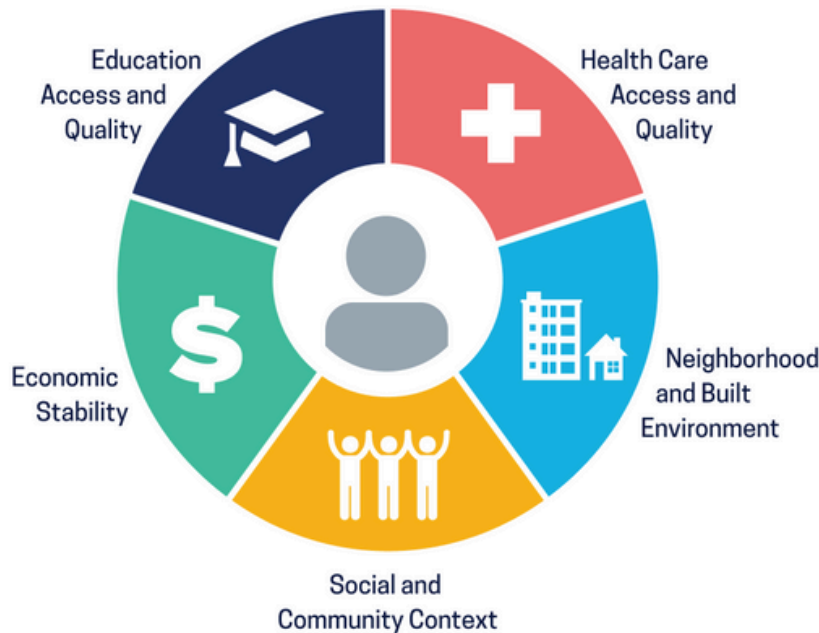 Education
Access and
Quality
Health Care
Access and
Quality
Economic
Stability
Neighborhood
and Built
Environment
Social and
Community Context